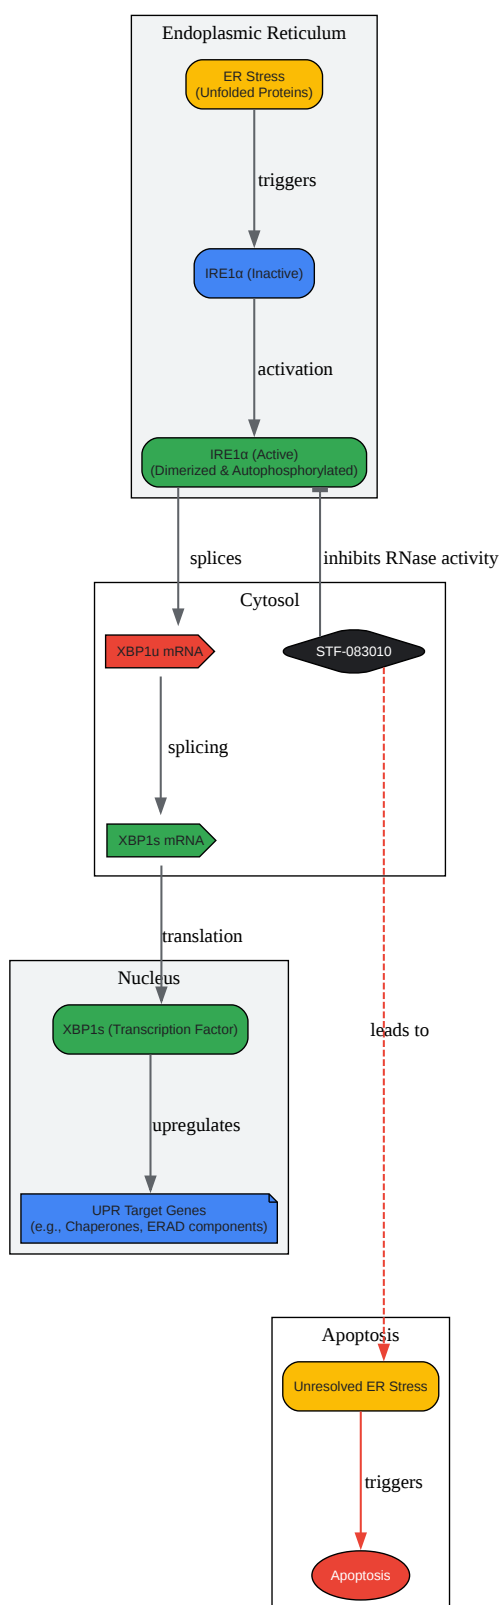 Endoplasmic Reticulum
ER Stress
(Unfolded Proteins)
triggers
IRE1α (Inactive)
activation
IRE1α (Active)
(Dimerized & Autophosphorylated)
splices
inhibits RNase activity
Cytosol
XBP1u mRNA
STF-083010
splicing
XBP1s mRNA
translation
Nucleus
XBP1s (Transcription Factor)
leads to
upregulates
UPR Target Genes
(e.g., Chaperones, ERAD components)
Apoptosis
Unresolved ER Stress
triggers
Apoptosis